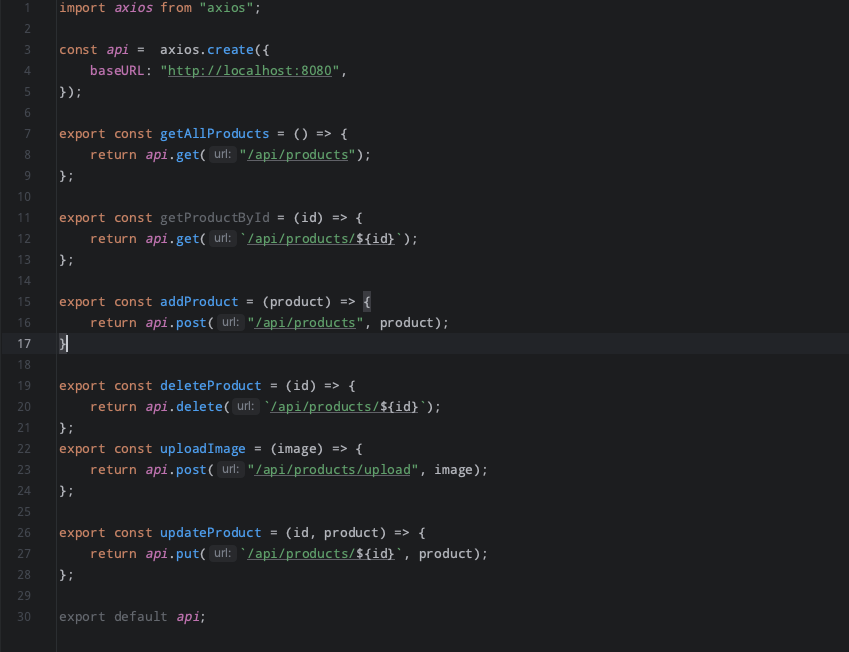 1 import axios from "axios";
2
3 const api =  axios.create({
4     baseURL: "http://localhost:8080",
5 });
6
7 export const getAllProducts = () => {
8     return api.get( url: "/api/products");
9 };
10
11 export const getProductById = (id) => {
12     return api.get( url: `/api/products/${id}`);
13 };
14
15 export const addProduct = (product) => {
16     return api.post( url: "/api/products", product);
17 }
18
19 export const deleteProduct = (id) => {
20     return api.delete( url: `/api/products/${id}`);
21 };
22 export const uploadImage = (image) => {
23     return api.post( url: "/api/products/upload", image);
24 };
25
26 export const updateProduct = (id, product) => {
27     return api.put( url: `/api/products/${id}`, product);
28 };
29
30 export default api;